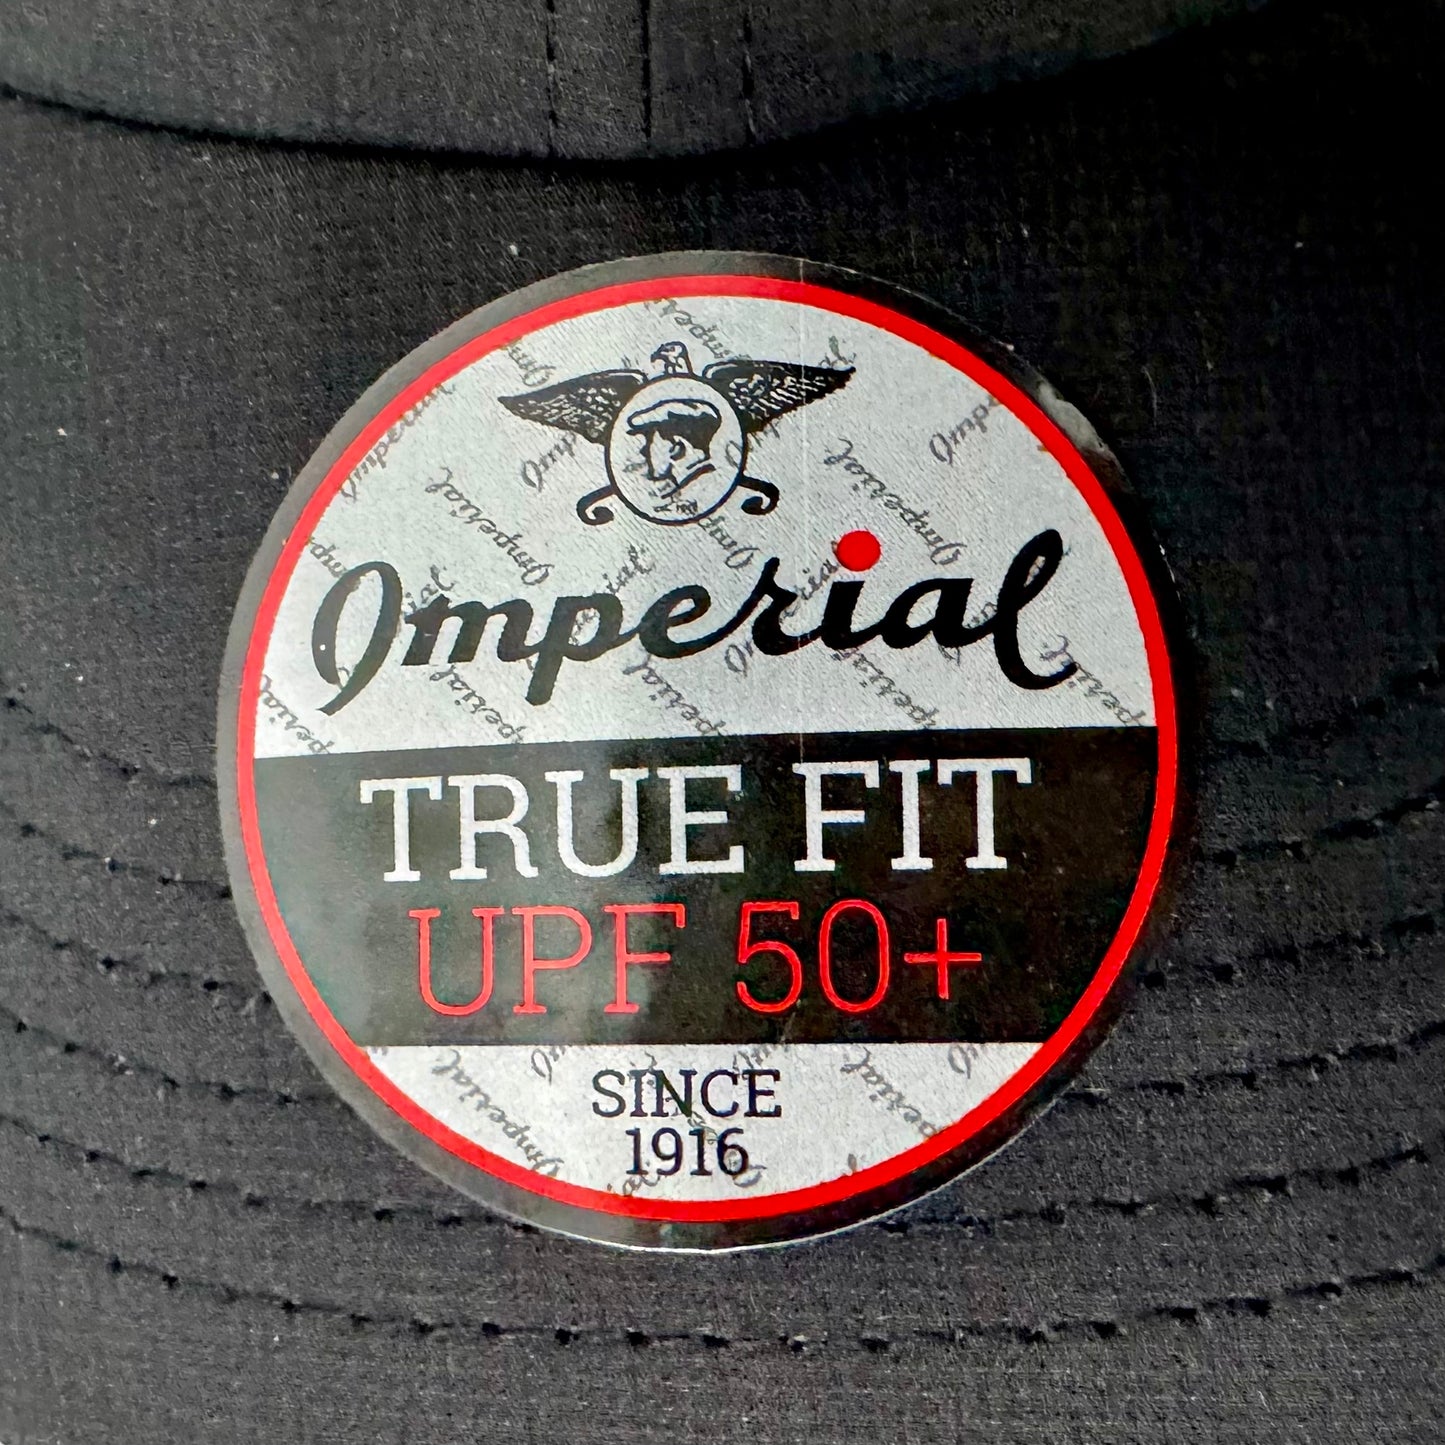 Imperial
TRUE FIT
UPF 50+
SINCE
1916